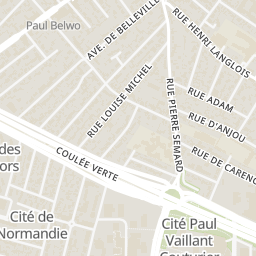 Paul Belwo
AVE. DE BELLEVILLE
RUE HENRI LANGLOIS
RUE LOUISE MICHEL
RUE PIERRE SEMARD
RUE ADAM
RUE D'ANJOU
RUE DE CARENC
des
ors
COULÉE VERTE
Cité de
Normandie
Cité Paul
Vaillant
Couturier